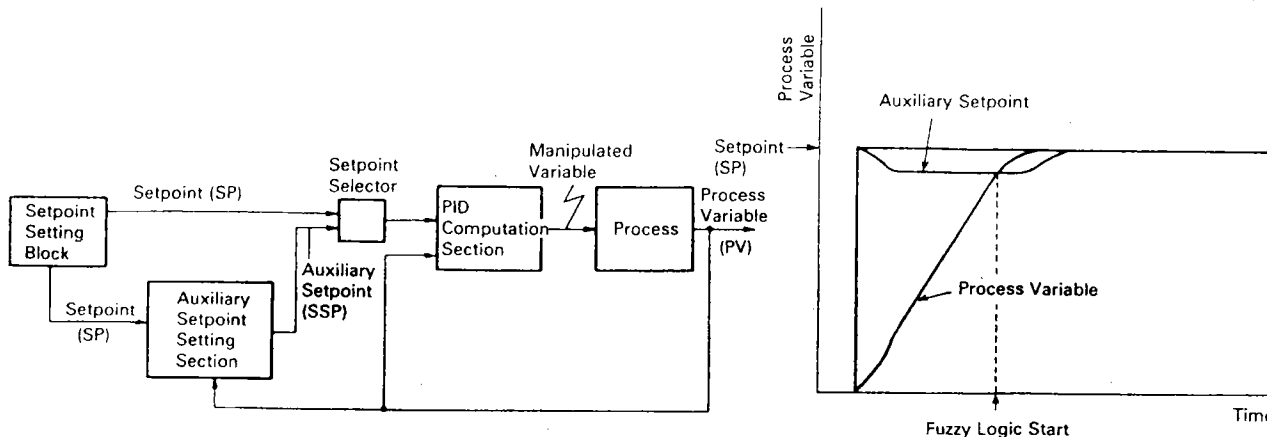 Setpoint
Setting
Block
Setpoint (SP)
Setpoint
(SP)
Auxiliary
Setpoint
Setting
Section
Auxiliary
Setpoint
(SSP)
Setpoint
Selector
PID
Computation
Section
Manipulated
Variable
Process
Process
Variable
(PV)
Setpoint
(SP)
Process
Variable
Auxiliary Setpoint
Process Variable
Fuzzy Logic Start
Time